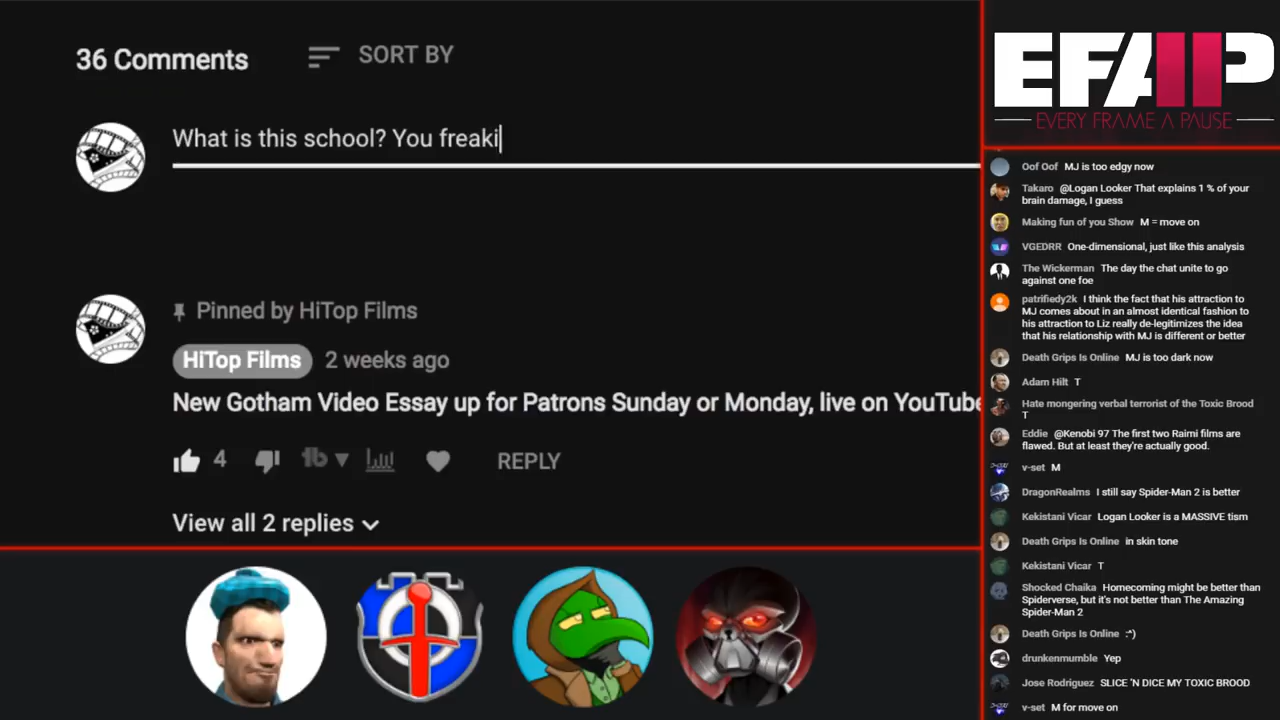 36 Comments
SORT BY
What is this school? You freaki
Pinned by HiTop Films
HiTop Films 2 weeks ago
New Gotham Video Essay up for Patrons Sunday or Monday, live on YouTube
4
REPLY
View all 2 replies
EFAP
EVERY FRAME A PAUSE
Oof Oof MJ is too edgy now
Takaro @Logan Looker That explains 1 % of your
brain damage, I guess
Making fun of you Show M = move on
VGEDRR One-dimensional, just like this analysis
The Wickerman The day the chat unite to go
against one foe
patrifiedy2k I think the fact that his attraction to
MJ comes about in an almost identical fashion to
his attraction to Liz really de-legitimizes the idea
that his relationship with MJ is different or better
Death Grips Is Online MJ is too dark now
Adam Hilt T
Hate mongering verbal terrorist of the Toxic Brood
T
Eddie @Kenobi 97 The first two Raimi films are
flawed. But at least they're actually good.
v-set M
DragonRealms I still say Spider-Man 2 is better
Kekistani Vicar Logan Looker is a MASSIVE tism
Death Grips Is Online in skin tone
Kekistani Vicar T
Shocked Chaika Homecoming might be better than
Spiderverse, but it's not better than The Amazing
Spider-Man 2
Death Grips Is Online :^)
drunkenmumble Yep
Jose Rodriguez SLICE 'N DICE MY TOXIC BROOD
v-set M for move on